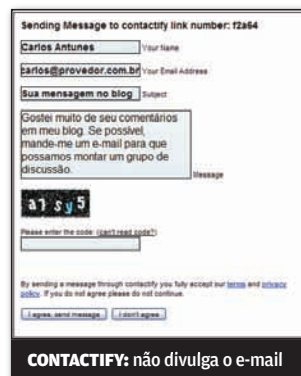 Sending Message to contactify link number: f2a64
Carlos Antunes Your Name
carlos@provedor.com.br Your Email Address
Sua mensagem no blog Subject
Gostei muito de seu comentários
em meu blog. Se possível,
mande-me um e-mail para que
possamos montar um grupo de
discussão.
Message
a7sy5
Please enter the code: (can't read code?)
By sending a message through contactify you fully accept our terms and privacy
policy. If you do not agree please do not continue.
I agree, send message I don't agree
CONTACTIFY: não divulga o e-mail